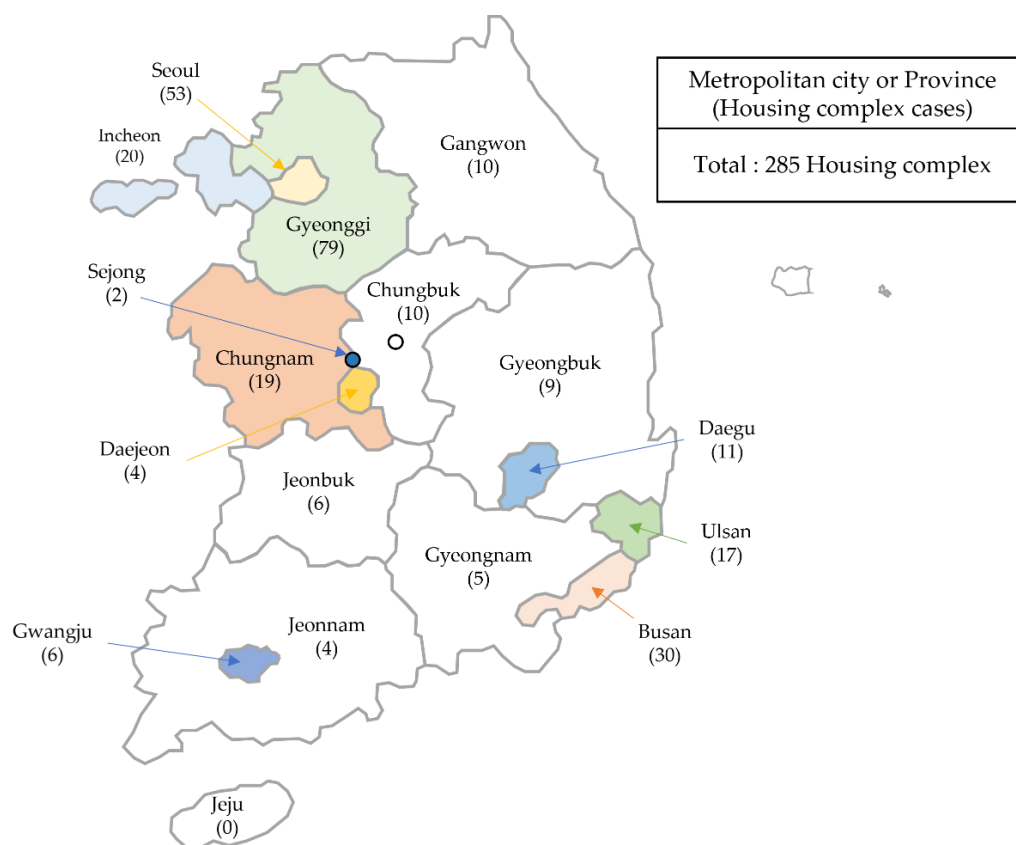 Seoul
(53)
Metropolitan city or Province
(Housing complex cases)
Total : 285 Housing complex
Incheon
(20)
Gangwon
(10)
Gyeonggi
(79)
Sejong
(2)
Chungbuk
(10)
Chungnam
(19)
Gyeongbuk
(9)
Daejeon
(4)
Daegu
(11)
Jeonbuk
(6)
Ulsan
(17)
Gyeongnam
(5)
Gwangju
(6)
Jeonnam
(4)
Busan
(30)
Jeju
(0)